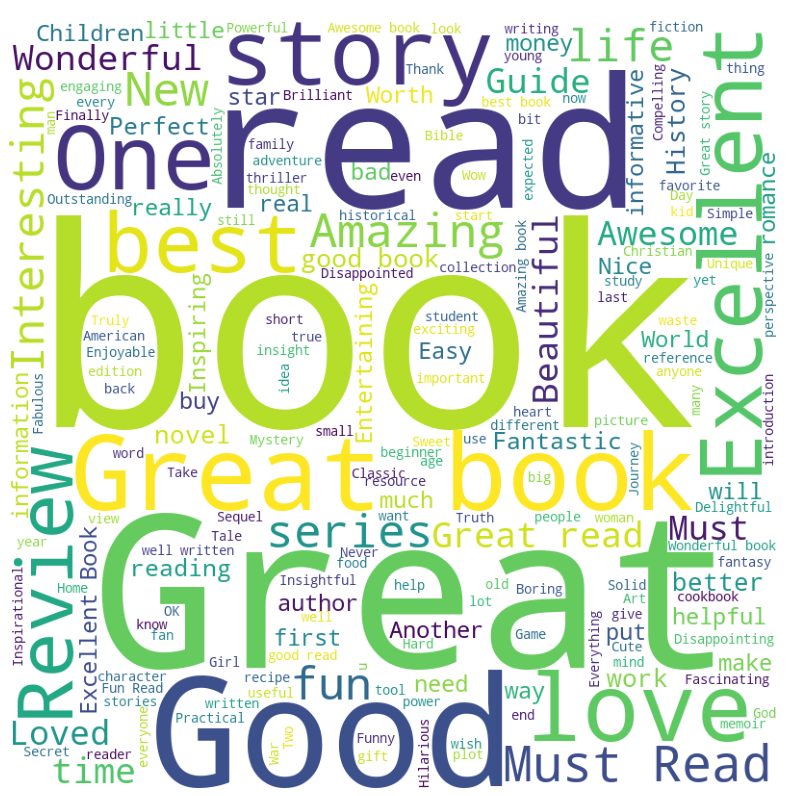 Children little Powerful Awesome book look writing fiction
Wonderful story young money life thing
engaging New star Brilliant Thank Guide best book now
every Finally Perfect One read Worth Bible bit informative Compelling History Great story Excellent
man Interesting Absolutely family adventure thriller thought bad even Wow expected favorite
Outstanding really still real historical start Day kid Simple
best Amazing good book Amazing book Beautiful Awesome Christian Unique perspective romance
Disappointed collection Nice study last yet
book
Truly short student waste
American true exciting World
Enjoyable Inspiring insight Entertaining Easy reference
edition idea important anyone
information Fabulous back buy heart many introduction
novel small different picture
word Mystery Great book Sweet use Fantastic Journey
Take Classic beginner age big will
Review resource much Delightful
view Sequel want Truth people woman Must
year Tale series Great read Wonderful book
well written Never fantasy
Home Excellent Book reading food Great Boring Solid better
Inspirational Insightful help old Art cookbook
OK know author well lot give helpful
fan first Another Game put Cute Disappointing
good read u Hard Everything mind make
Girl Fascinating
character recipe fun need way work
Fun Read useful tool love God
stories written Good power end memoir
Loved Practical
Secret everyone War Two Funny Hilarious wish
reader gift plot Must Read
time